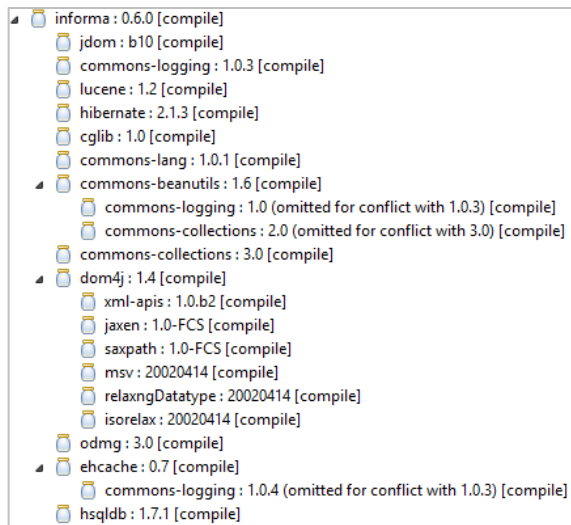 informa : 0.6.0 [compile]
jdom : b10 [compile]
commons-logging : 1.0.3 [compile]
lucene : 1.2 [compile]
hibernate : 2.1.3 [compile]
cglib : 1.0 [compile]
commons-lang : 1.0.1 [compile]
commons-beanutils : 1.6 [compile]
commons-logging : 1.0 (omitted for conflict with 1.0.3) [compile]
commons-collections : 2.0 (omitted for conflict with 3.0) [compile]
commons-collections : 3.0 [compile]
dom4j : 1.4 [compile]
xml-apis : 1.0.b2 [compile]
jaxen : 1.0-FCS [compile]
saxpath : 1.0-FCS [compile]
msv : 20020414 [compile]
relaxngDatatype : 20020414 [compile]
isorelax : 20020414 [compile]
odmg : 3.0 [compile]
ehcache : 0.7 [compile]
commons-logging : 1.0.4 (omitted for conflict with 1.0.3) [compile]
hsqldb : 1.7.1 [compile]